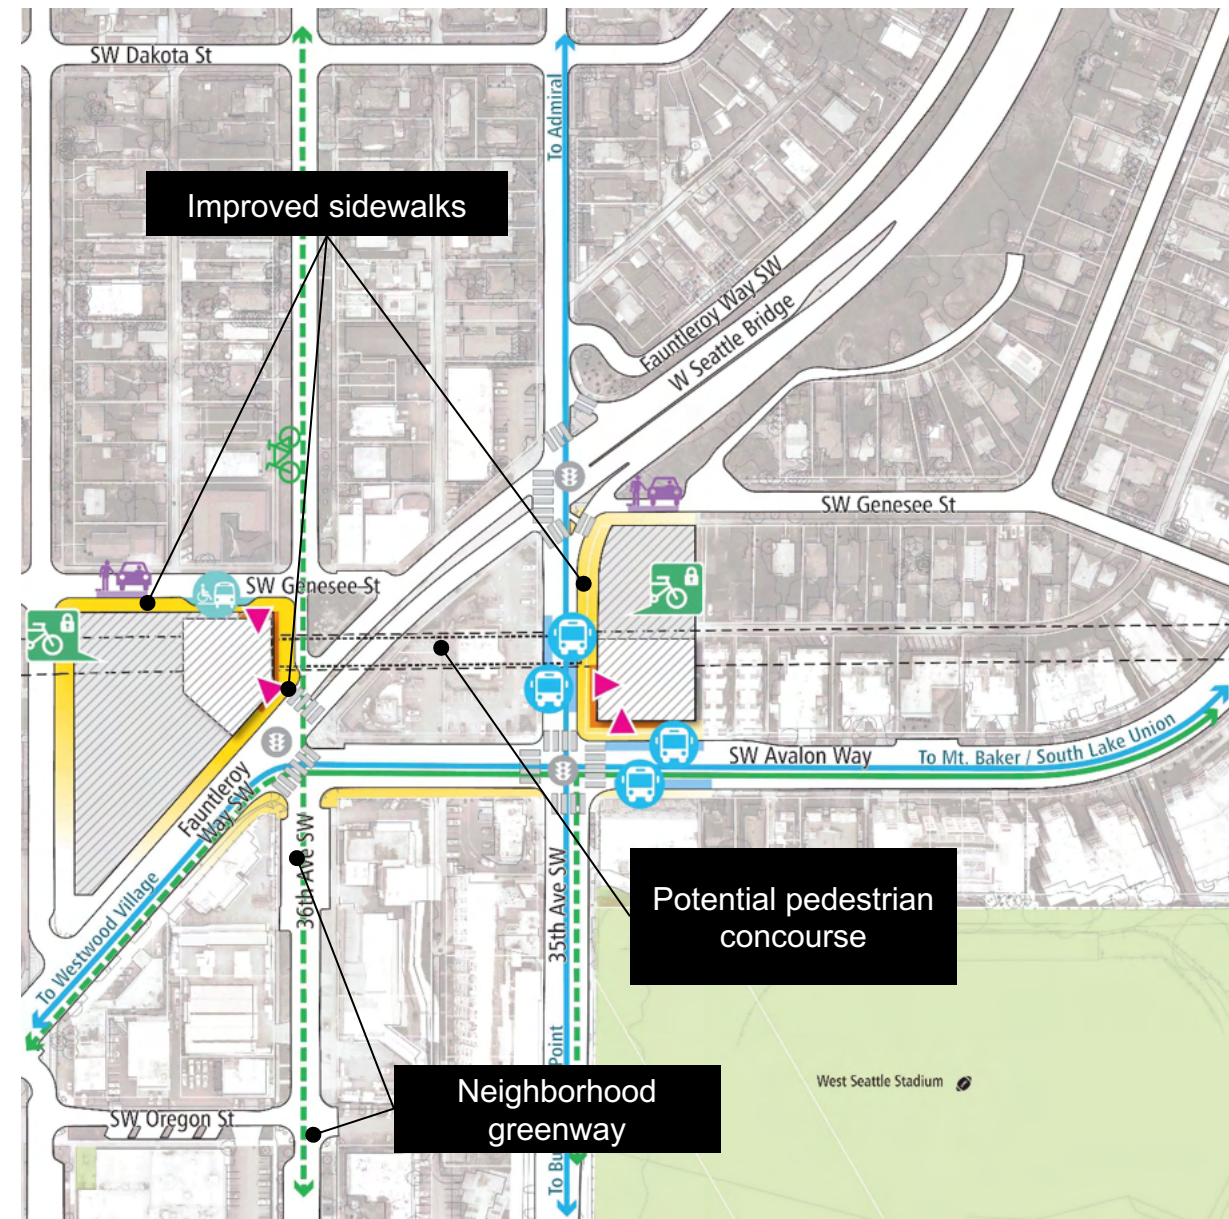 SW Dakota St
To Admiral
Improved sidewalks
Fauntleroy Way SW
W Seattle Bridge
SW Genesee St
SW Genesee St
SW Avalon Way
To Mt. Baker / South Lake Union
Fauntleroy
Way SW
36th Ave SW
35th Ave SW
Potential pedestrian
concourse
To Westwood Village
Point
To Bu
Neighborhood
greenway
West Seattle Stadium
SW Oregon St